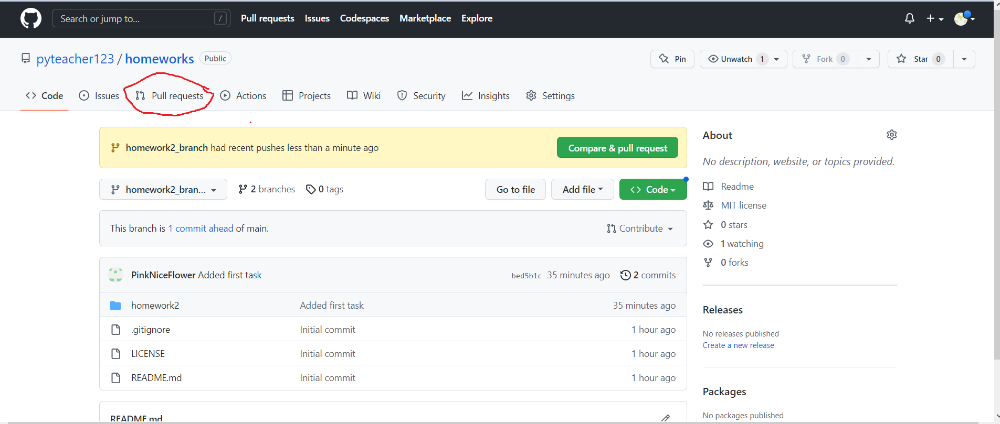 Search or jump to... / Pull requests Issues Codespaces Marketplace Explore
pyteacher123 / homeworks Public Pin Unwatch 1 Fork 0 Star 0
Code Issues Pull requests Actions Projects Wiki Security Insights Settings
homework2_branch had recent pushes less than a minute ago Compare & pull request
homework2_bran... 2 branches 0 tags Go to file Add file Code
This branch is 1 commit ahead of main. Contribute
PinkNiceFlower Added first task bed5b1c 35 minutes ago 2 commits
homework2 Added first task 35 minutes ago
.gitignore Initial commit 1 hour ago
LICENSE Initial commit 1 hour ago
README.md Initial commit 1 hour ago
README.md
About
No description, website, or topics provided.
Readme
MIT license
0 stars
1 watching
0 forks
Releases
No releases published
Create a new release
Packages
No packages published